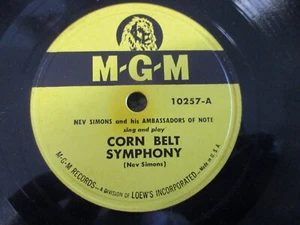 M-G-M
10257-A
NEV SIMONS and his AMBASSADORS OF NOTE
sing and play
CORN BELT
SYMPHONY
(Nev Simons)
M-G-M RECORDS—A DIVISION OF LOEW'S INCORPORATED.—Made in U.S.A.